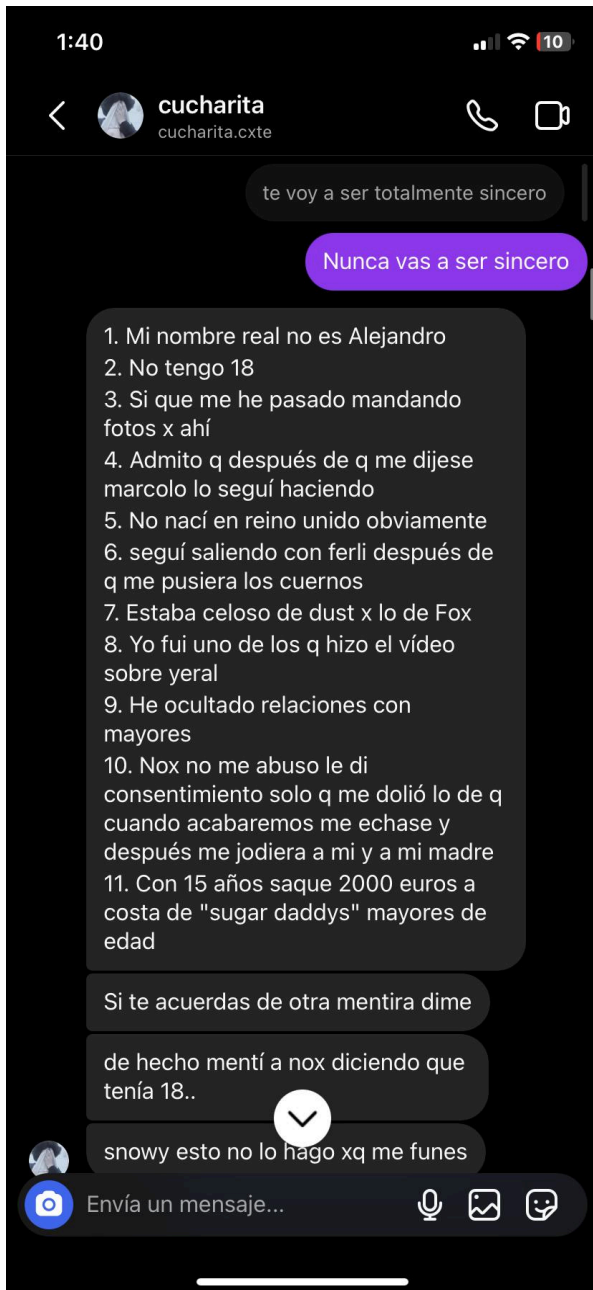 1:40
10
cucharita
cucharita.cxte
te voy a ser totalmente sincero
Nunca vas a ser sincero
1. Mi nombre real no es Alejandro
2. No tengo 18
3. Si que me he pasado mandando
fotos x ahí
4. Admito q después de q me dijese
marcolo lo seguí haciendo
5. No nací en reino unido obviamente
6. seguí saliendo con ferli después de
q me pusiera los cuernos
7. Estaba celoso de dust x lo de Fox
8. Yo fui uno de los q hizo el vídeo
sobre yeral
9. He ocultado relaciones con
mayores
10. Nox no me abuso le di
consentimiento solo q me dolió lo de q
cuando acabaremos me echase y
después me jodiera a mi y a mi madre
11. Con 15 años saque 2000 euros a
costa de "sugar daddys" mayores de
edad
Si te acuerdas de otra mentira dime
de hecho mentí a nox diciendo que
tenía 18..
snowy esto no lo hago xq me funes
Envía un mensaje...